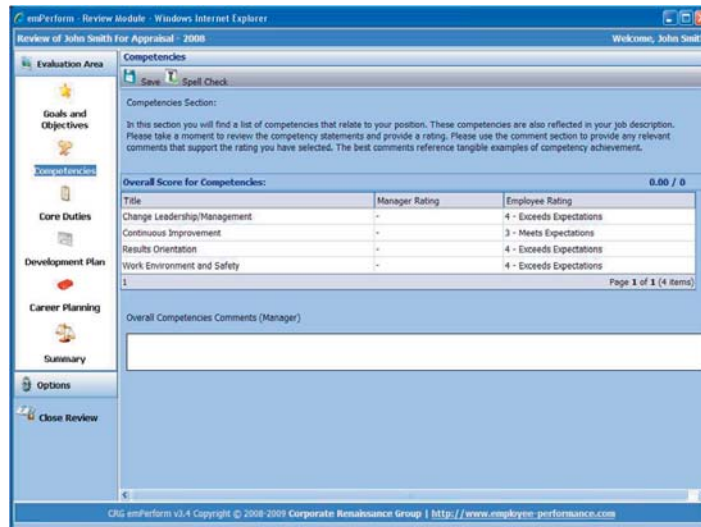 emPerform - Review Module - Windows Internet Explorer
Review of John Smith For Appraisal - 2008 Welcome, John Smit
Evaluation Area
Goals and
Objectives
Competencies
Core Duties
Development Plan
Career Planning
Summary
Options
Close Review
Competencies
Save Spell Check
Competencies Section:
In this section you will find a list of competencies that relate to your position. These competencies are also reflected in your job description.
Please take a moment to review the competency statements and provide a rating. Please use the comment section to provide any relevant
comments that support the rating you have selected. The best comments reference tangible examples of competency achievement.
Overall Score for Competencies: 0.00 / 0
Title Manager Rating Employee Rating
Change Leadership/Management - 4 - Exceeds Expectations
Continuous Improvement - 3 - Meets Expectations
Results Orientation - 4 - Exceeds Expectations
Work Environment and Safety - 4 - Exceeds Expectations
1 Page 1 of 1 (4 items)
Overall Competencies Comments (Manager)
CRG emPerform v3.4 Copyright © 2008-2009 Corporate Renaissance Group | http://www.employee-performance.com